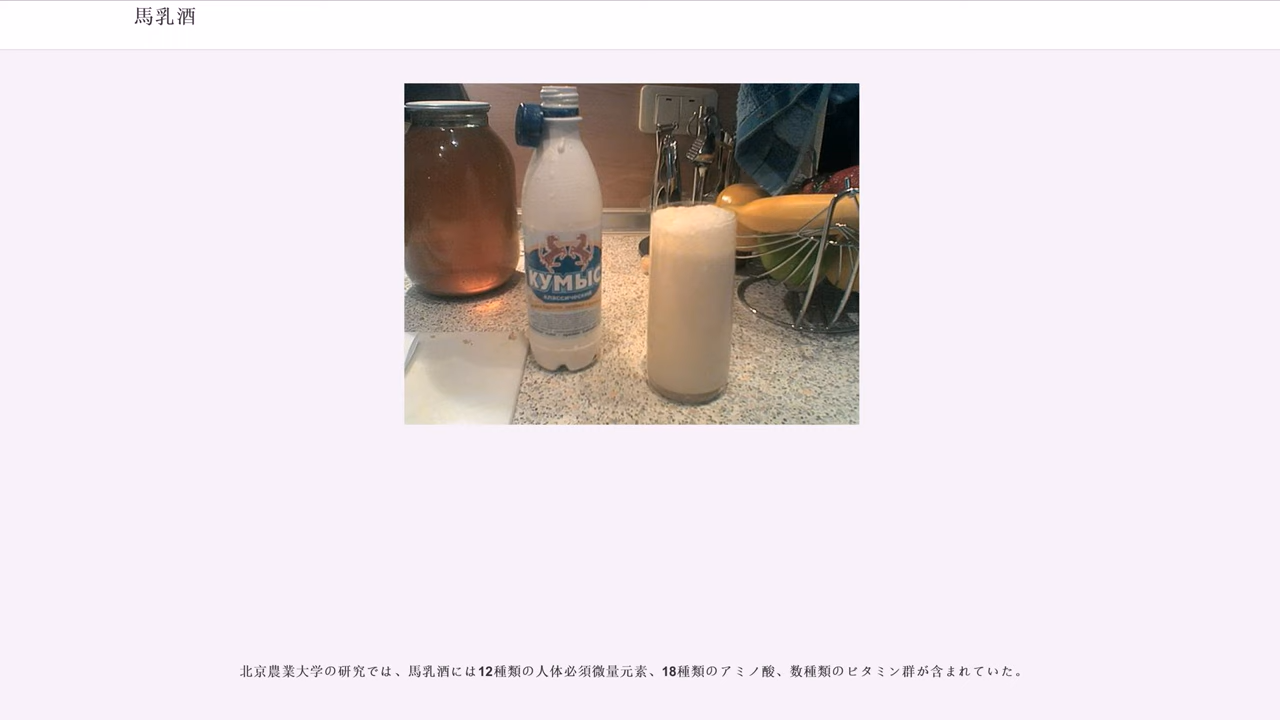 馬乳酒
КУМЫС
КЛАССИЧЕСКИЙ
北京農業大学の研究では、馬乳酒には12種類の人体必須微量元素、18種類のアミノ酸、数種類のビタミン群が含まれていた。